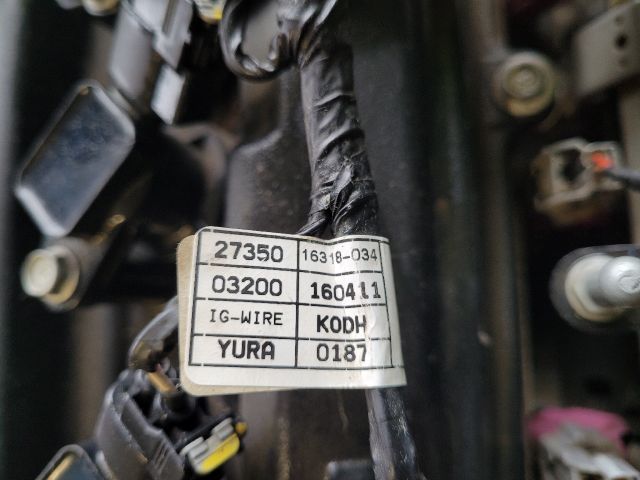 27350 16318-034
03200 160411
IG-WIRE KODH
YURA 0187